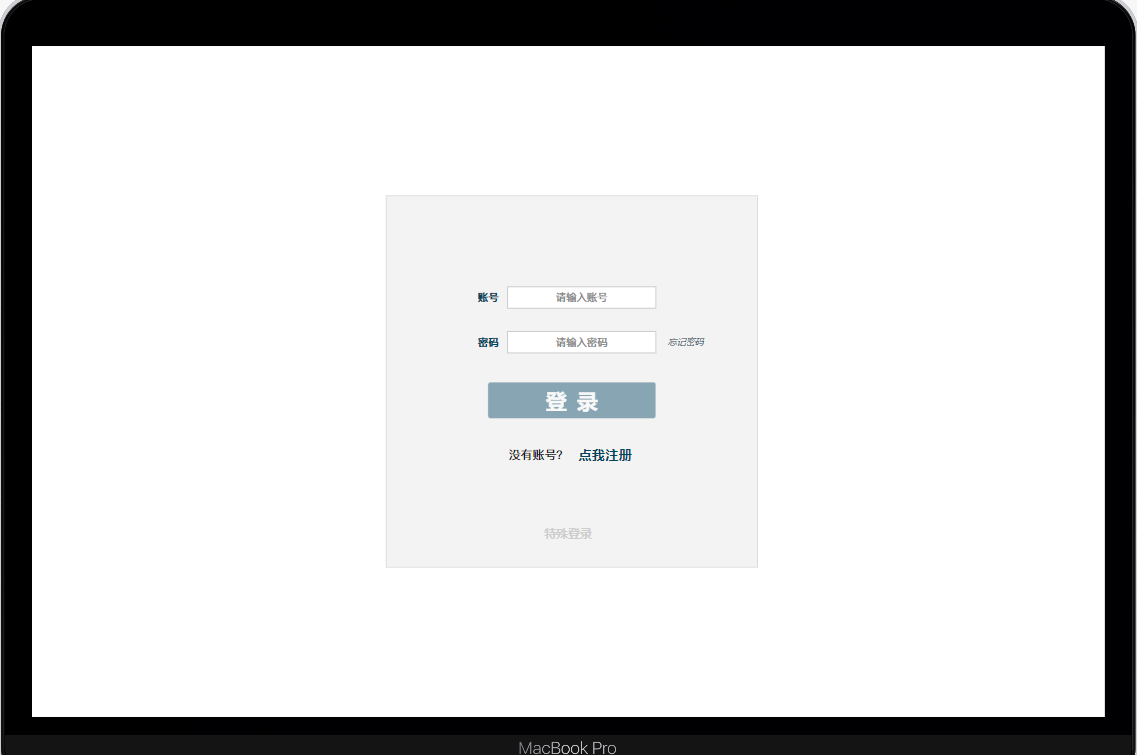 账号 请输入账号
密码 请输入密码 忘记密码
登 录
没有账号? 点我注册
特殊登录
MacBook Pro